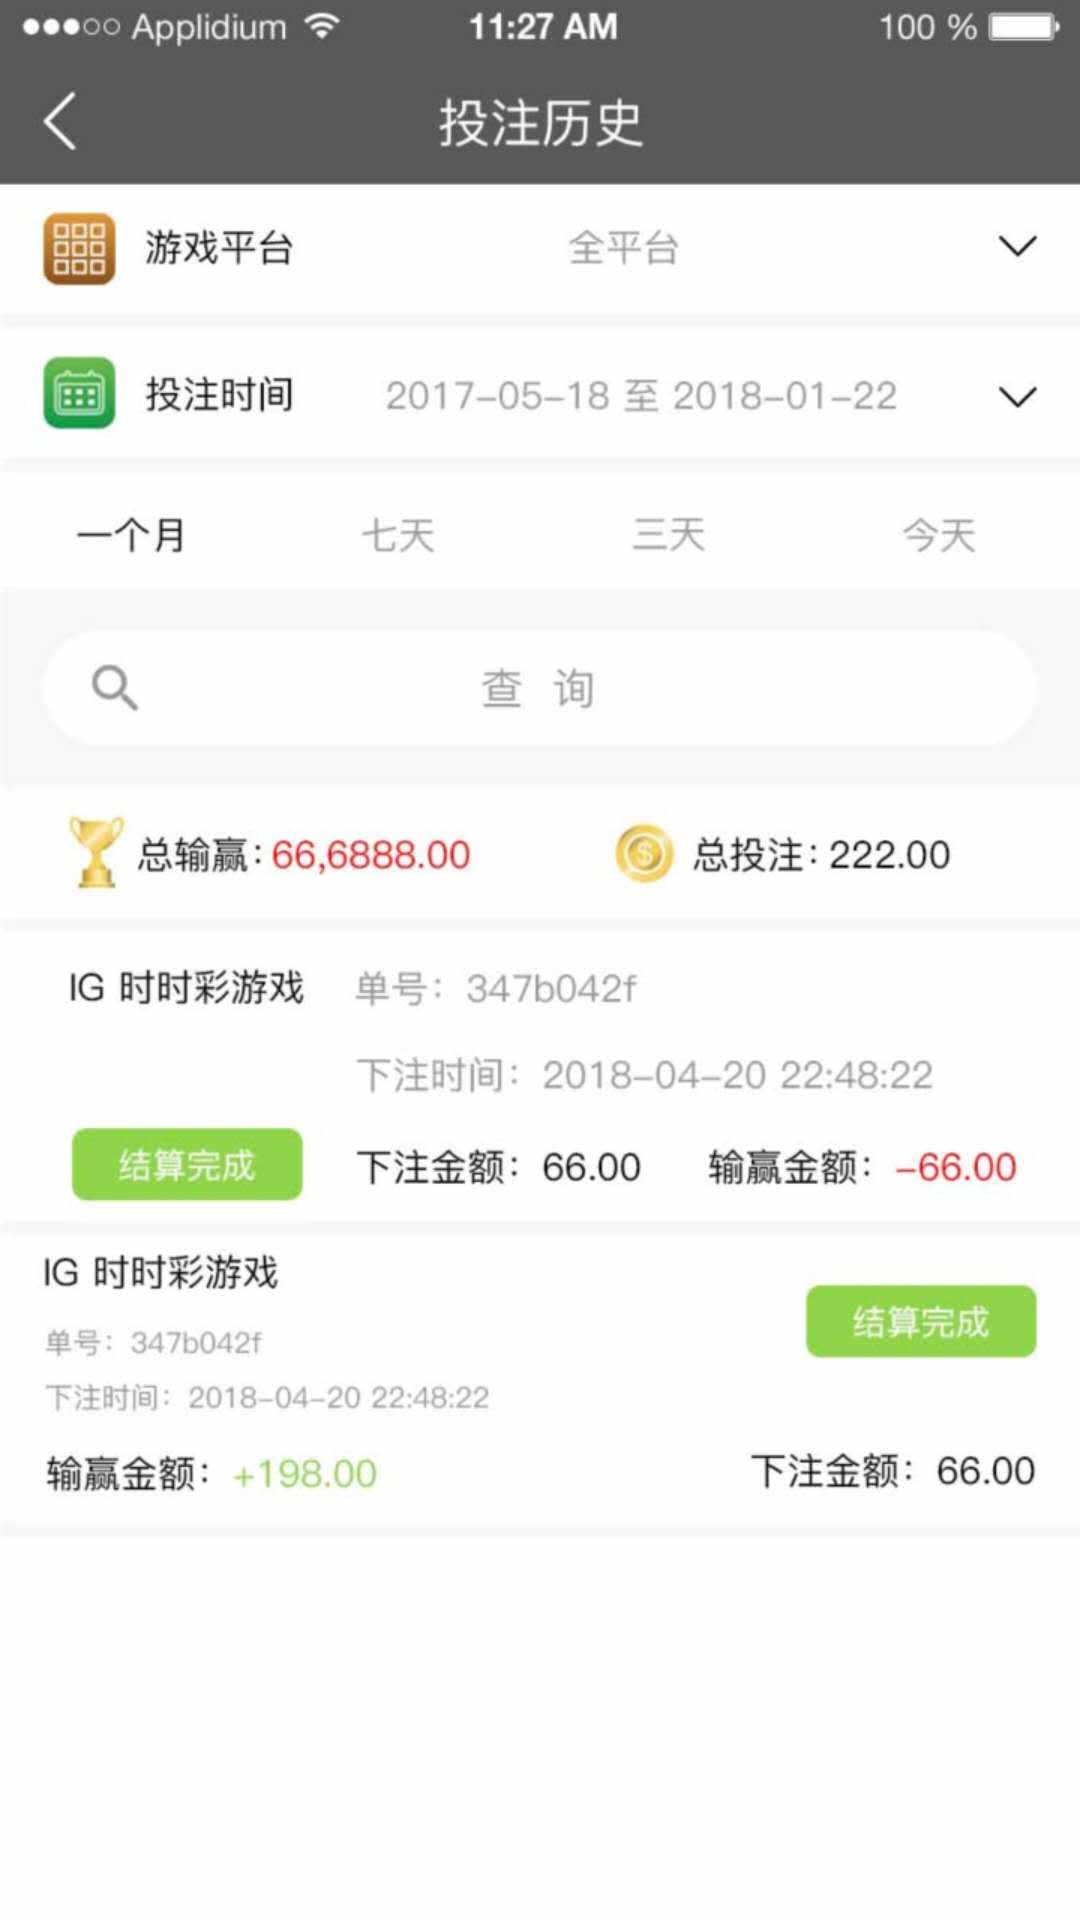 Applidium 11:27 AM 100 %
投注历史
游戏平台 全平台
投注时间 2017-05-18 至 2018-01-22
一个月 七天 三天 今天
查 询
总输赢:66,6888.00 总投注:222.00
IG 时时彩游戏 单号: 347b042f
下注时间: 2018-04-20 22:48:22
结算完成 下注金额: 66.00 输赢金额: -66.00
IG 时时彩游戏
结算完成
单号: 347b042f
下注时间: 2018-04-20 22:48:22
输赢金额: +198.00 下注金额: 66.00